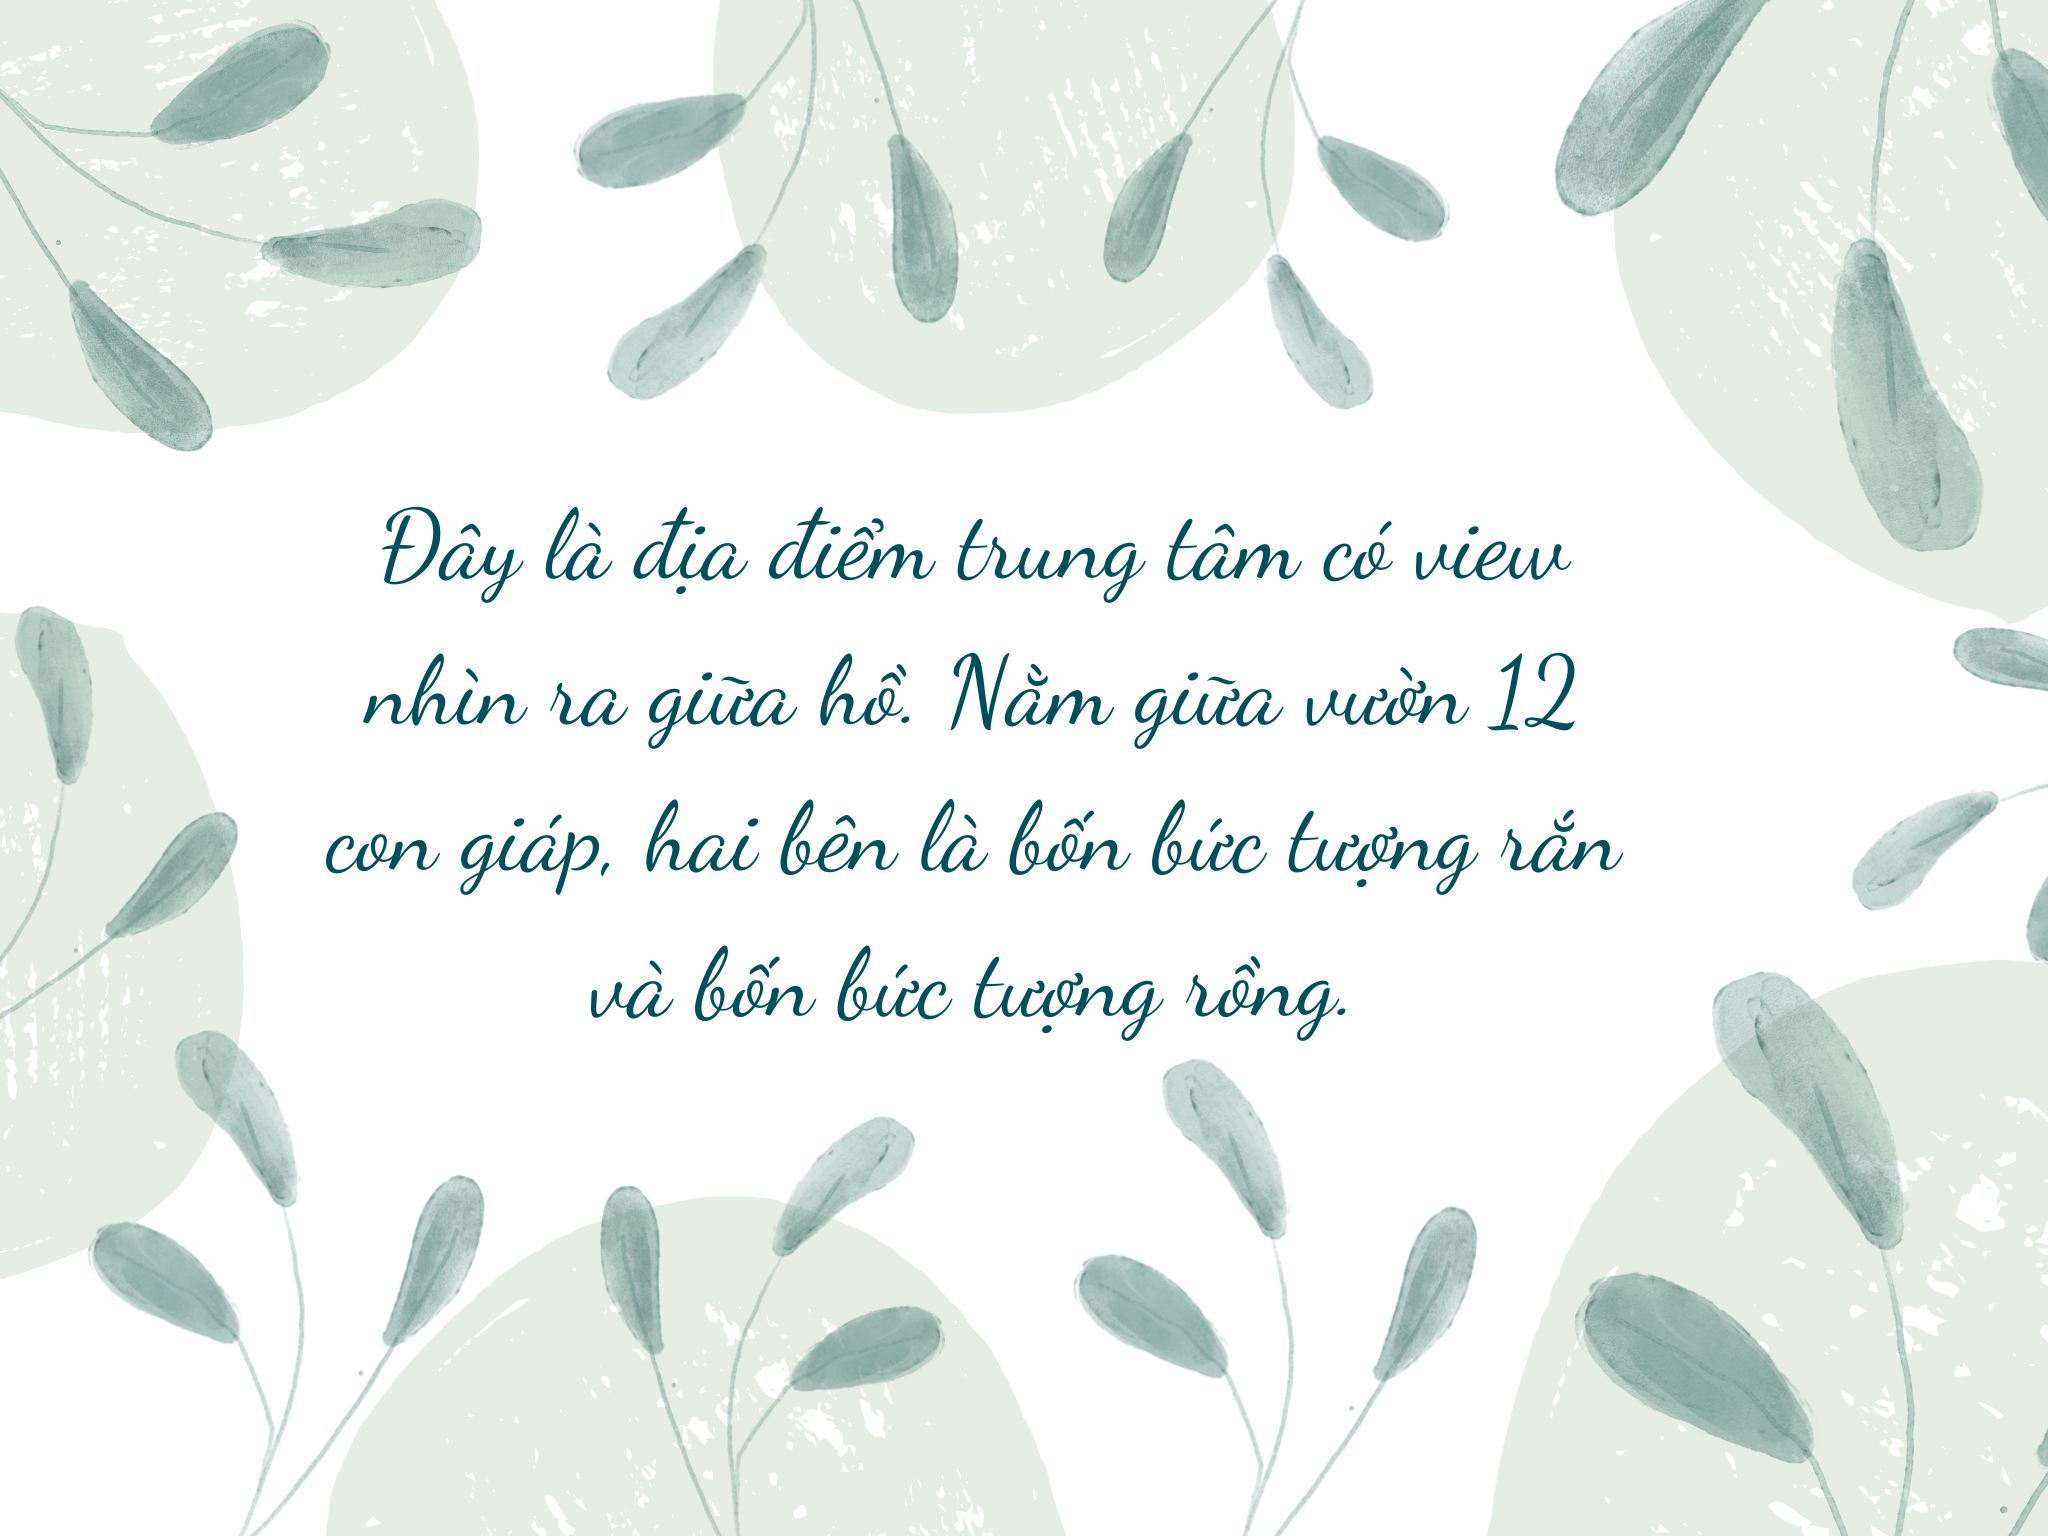 Đây là địa điểm trung tâm có view
nhìn ra giữa hồ. Nằm giữa vườn 12
con giáp, hai bên là bốn bức tượng rắn
và bốn bức tượng rồng.